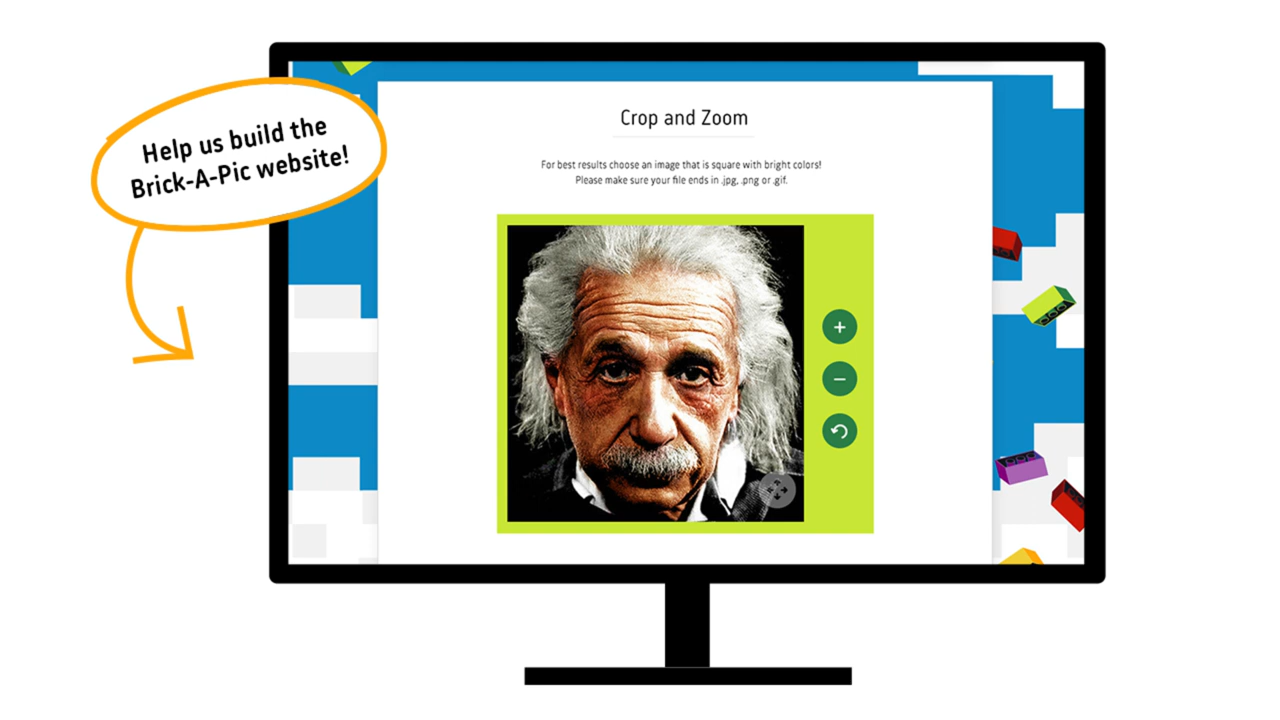 Help us build the
Brick-A-Pic website!
Crop and Zoom
For best results choose an image that is square with bright colors!
Please make sure your file ends in .jpg, .png or .gif.